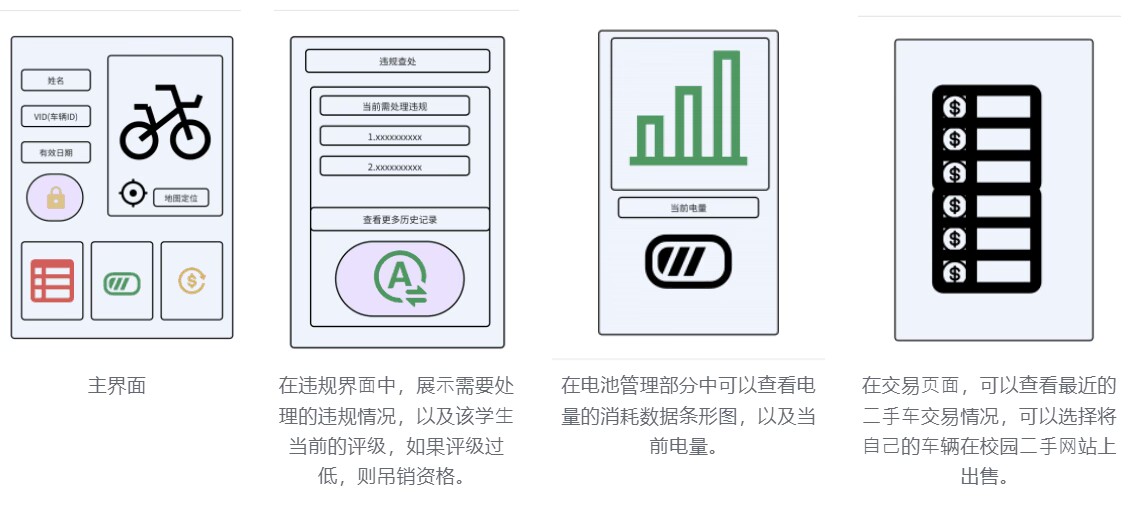 姓名
VID(车辆ID)
有效日期
地图定位
主界面
违规查处
当前需处理违规
1.xxxxxxxxxx
2.xxxxxxxxxx
查看更多历史记录
A
在违规界面中，展示需要处
理的违规情况，以及该学生
当前的评级，如果评级过
低，则吊销资格。
当前电量
在电池管理部分中可以查看电
量的消耗数据条形图，以及当
前电量。
$
$
$
$
$
$
在交易页面，可以查看最近的
二手车交易情况，可以选择将
自己的车辆在校园二手网站上
出售。